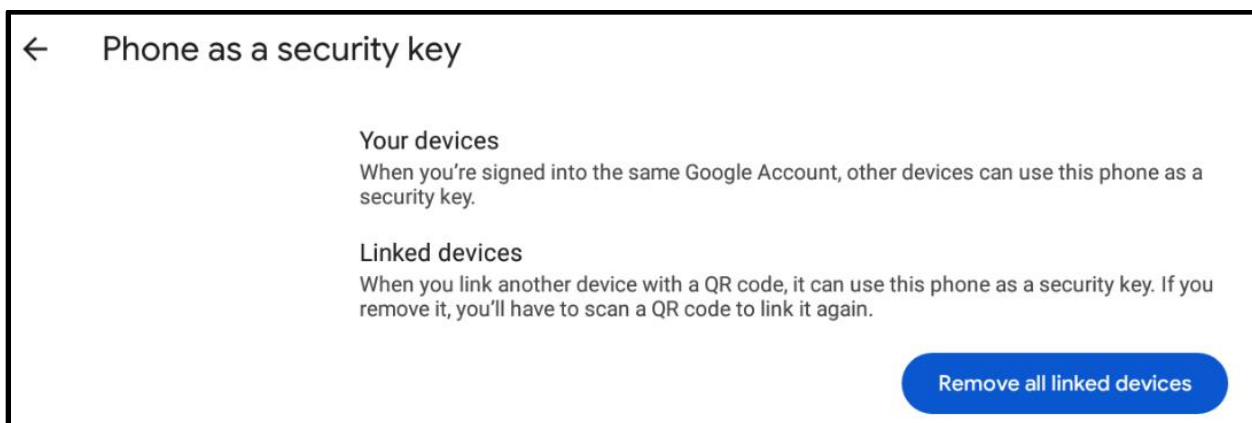 Phone as a security key
Your devices
When you’re signed into the same Google Account, other devices can use this phone as a
security key.
Linked devices
When you link another device with a QR code, it can use this phone as a security key. If you
remove it, you’ll have to scan a QR code to link it again.
Remove all linked devices